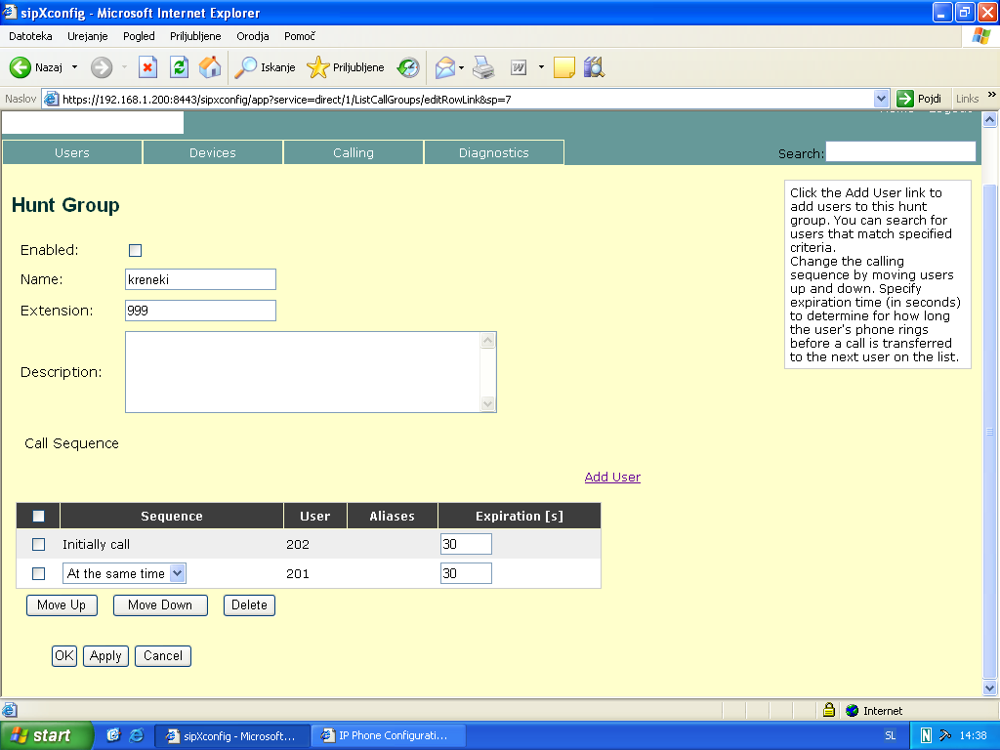 sipXconfig - Microsoft Internet Explorer
Datoteka Urejanje Pogled Priljubljene Orodja Pomoč
Nazaj Iskanje Priljubljene
Naslov https://192.168.1.200:8443/sipxconfig/app?service=direct/1/ListCallGroups/editRowLink&sp=7 Pojdi Links »
Users Devices Calling Diagnostics Search:
Hunt Group
Enabled:
Name: kreneki
Extension: 999
Description:
Call Sequence
Add User
Sequence User Aliases Expiration [s]
Initially call 202 30
At the same time 201 30
Move Up Move Down Delete
OK Apply Cancel
Click the Add User link to
add users to this hunt
group. You can search for
users that match specified
criteria.
Change the calling
sequence by moving users
up and down. Specify
expiration time (in seconds)
to determine for how long
the user's phone rings
before a call is transferred
to the next user on the list.
Internet
start sipXconfig - Microsoft... IP Phone Configurati... SL N 14:38